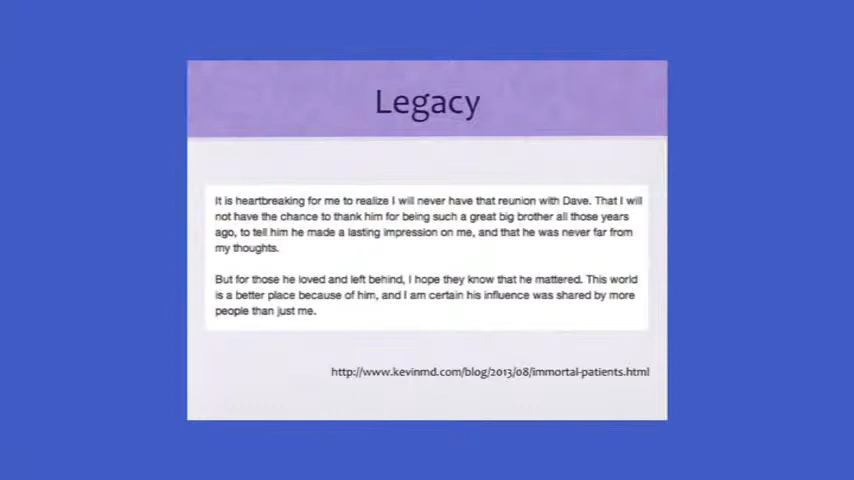 Legacy
It is heartbreaking for me to realize I will never have that reunion with Dave. That I will
not have the chance to thank him for being such a great big brother all those years
ago, to tell him he made a lasting impression on me, and that he was never far from
my thoughts.
But for those he loved and left behind, I hope they know that he mattered. This world
is a better place because of him, and I am certain his influence was shared by more
people than just me.
http://www.kevinmd.com/blog/2013/08/immortal-patients.html